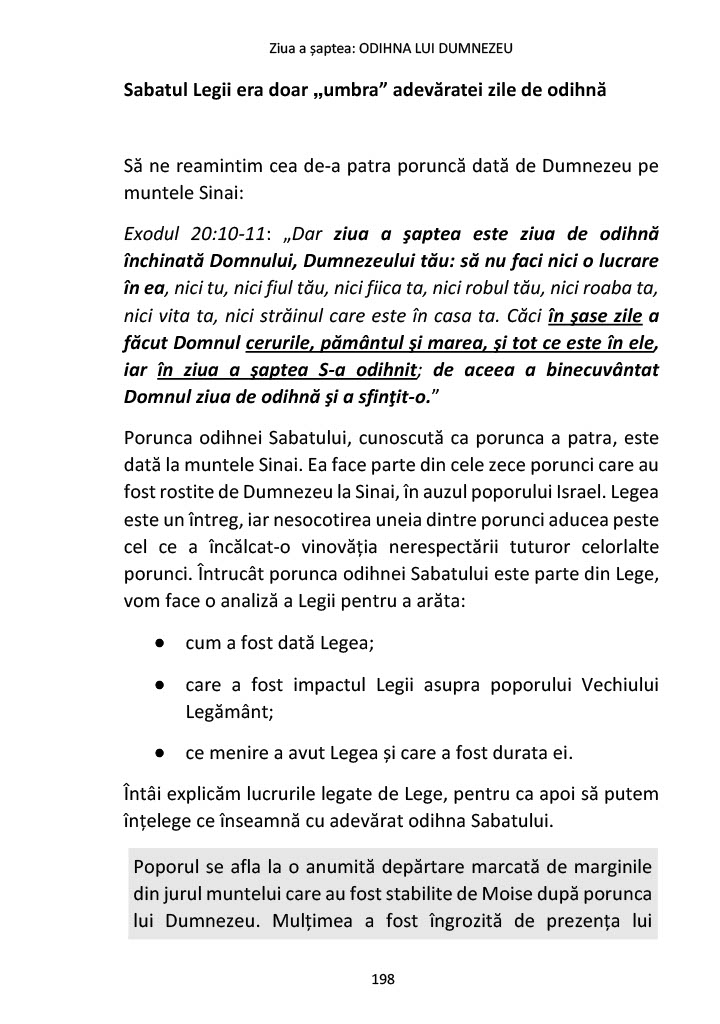 Ziua a șaptea: ODIHNA LUI DUMNEZEU
Sabatul Legii era doar „umbra” adevăratei zile de odihnă
Să ne reamintim cea de-a patra poruncă dată de Dumnezeu pe
muntele Sinai:
Exodul 20:10-11: „Dar ziua a şaptea este ziua de odihnă
închinată Domnului, Dumnezeului tău: să nu faci nici o lucrare
în ea, nici tu, nici fiul tău, nici fiica ta, nici robul tău, nici roaba ta,
nici vita ta, nici străinul care este în casa ta. Căci în şase zile a
făcut Domnul cerurile, pământul şi marea, şi tot ce este în ele,
iar în ziua a şaptea S-a odihnit; de aceea a binecuvântat
Domnul ziua de odihnă şi a sfinţit-o.”
Porunca odihnei Sabatului, cunoscută ca porunca a patra, este
dată la muntele Sinai. Ea face parte din cele zece porunci care au
fost rostite de Dumnezeu la Sinai, în auzul poporului Israel. Legea
este un întreg, iar nesocotirea uneia dintre porunci aducea peste
cel ce a încălcat-o vinovăția nerespectării tuturor celorlalte
porunci. Întrucât porunca odihnei Sabatului este parte din Lege,
vom face o analiză a Legii pentru a arăta:
● cum a fost dată Legea;
● care a fost impactul Legii asupra poporului Vechiului
Legământ;
● ce menire a avut Legea și care a fost durata ei.
Întâi explicăm lucrurile legate de Lege, pentru ca apoi să putem
înțelege ce înseamnă cu adevărat odihna Sabatului.
Poporul se afla la o anumită depărtare marcată de marginile
din jurul muntelui care au fost stabilite de Moise după porunca
lui Dumnezeu. Mulțimea a fost îngrozită de prezența lui
198